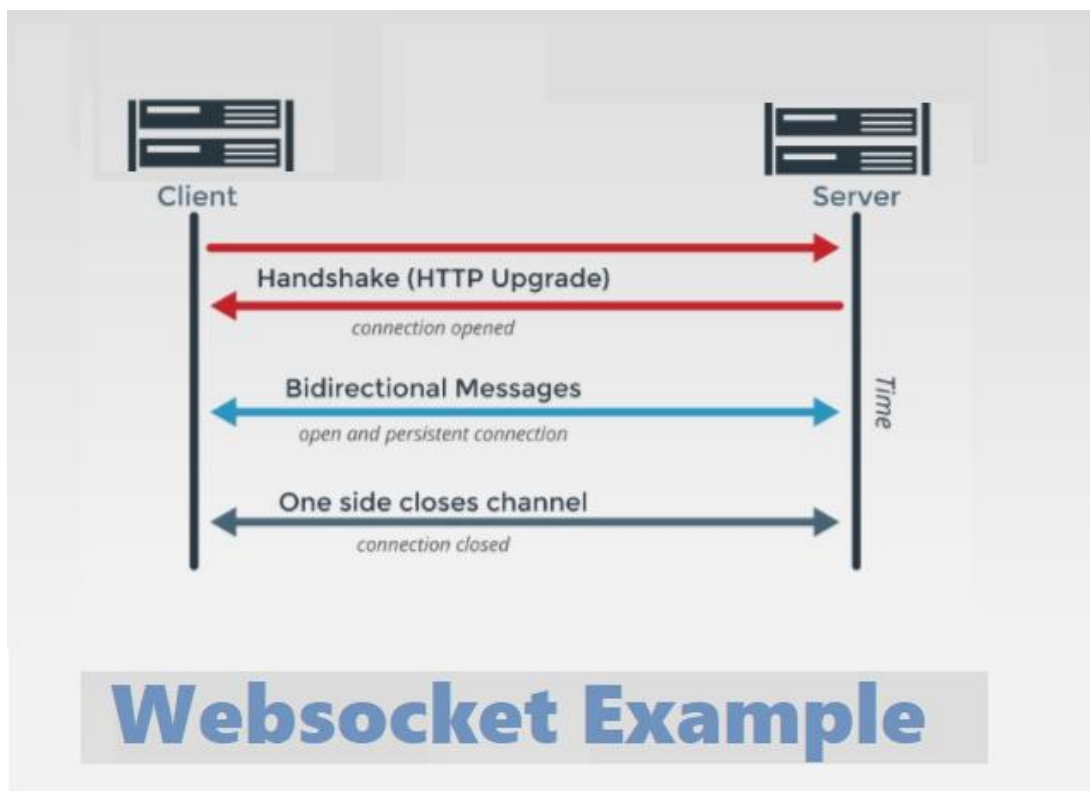 Client
Server
Handshake (HTTP Upgrade)
connection opened
Bidirectional Messages
open and persistent connection
Time
One side closes channel
connection closed
Websocket Example